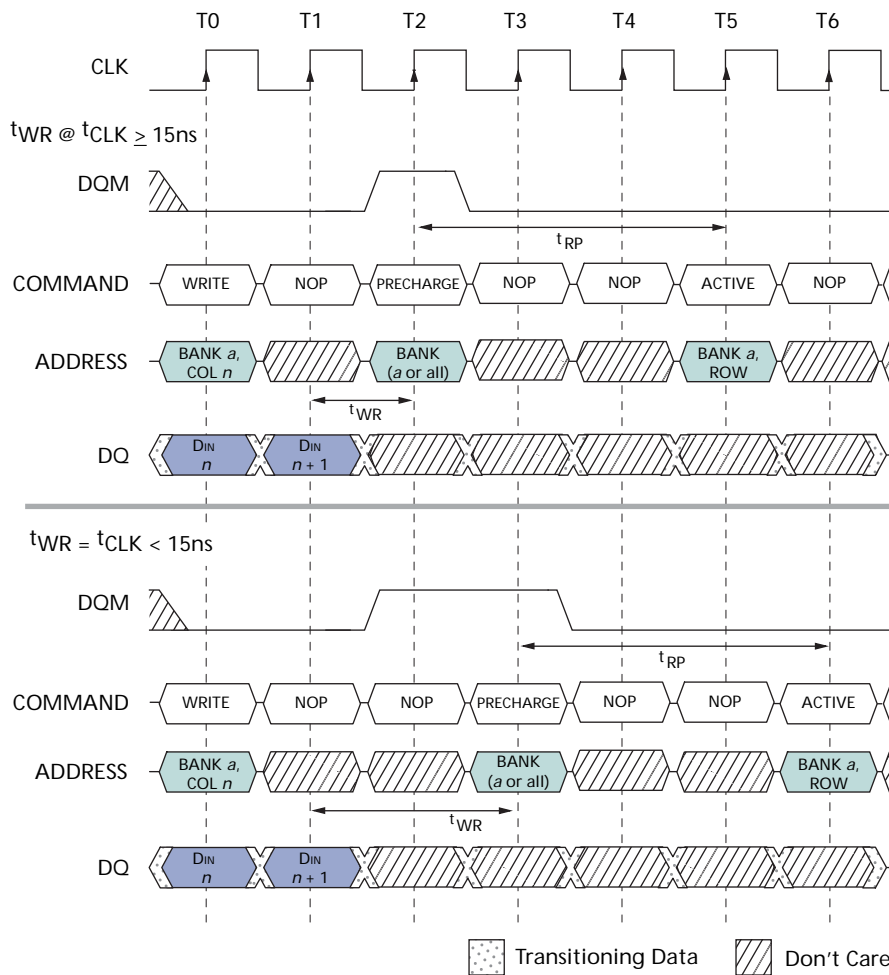 T0 T1 T2 T3 T4 T5 T6
CLK
tWR @ tCLK ≥ 15ns
DQM
tRP
COMMAND WRITE NOP PRECHARGE NOP NOP ACTIVE NOP
ADDRESS BANK a, COL n BANK (a or all) BANK a, ROW
tWR
DQ DIN n DIN n + 1
tWR = tCLK < 15ns
DQM
tRP
COMMAND WRITE NOP NOP PRECHARGE NOP NOP ACTIVE
ADDRESS BANK a, COL n BANK (a or all) BANK a, ROW
tWR
DQ DIN n DIN n + 1
Transitioning Data Don't Care